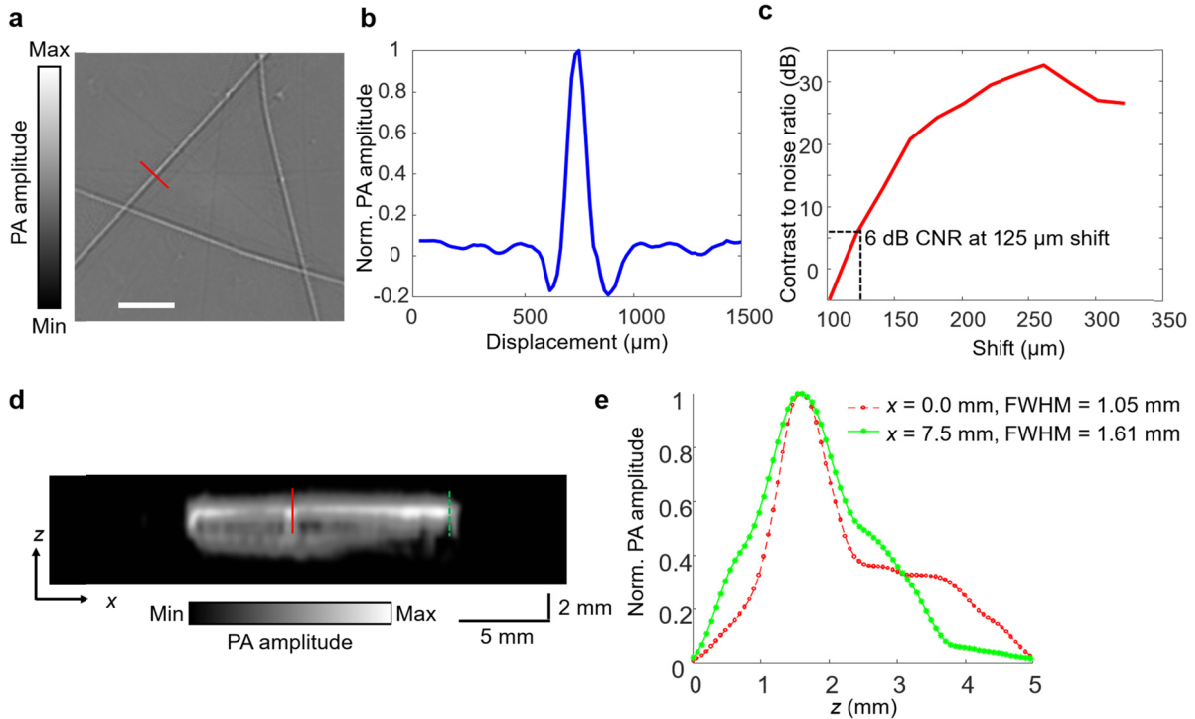 a
Max
PA amplitude
Min
b
1
0.8
0.6
0.4
0.2
0
-0.2
Norm. PA amplitude
0
500
1000
1500
Displacement (µm)
c
30
20
10
0
Contrast to noise ratio (dB)
6 dB CNR at 125 µm shift
100
150
200
250
300
350
Shift (µm)
d
z
x
Min
Max
PA amplitude
2 mm
5 mm
e
x = 0.0 mm, FWHM = 1.05 mm
x = 7.5 mm, FWHM = 1.61 mm
1
0.8
0.6
0.4
0.2
0
Norm. PA amplitude
0
1
2
3
4
5
z (mm)